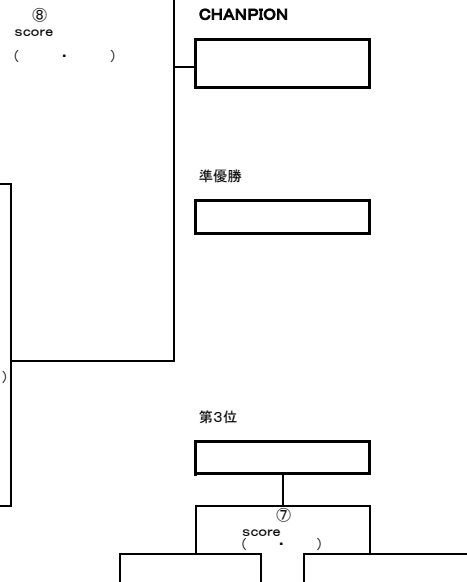 ⑧
score
(　・　)
CHANPION
準優勝
)
第3位
⑦
score
(　・　)